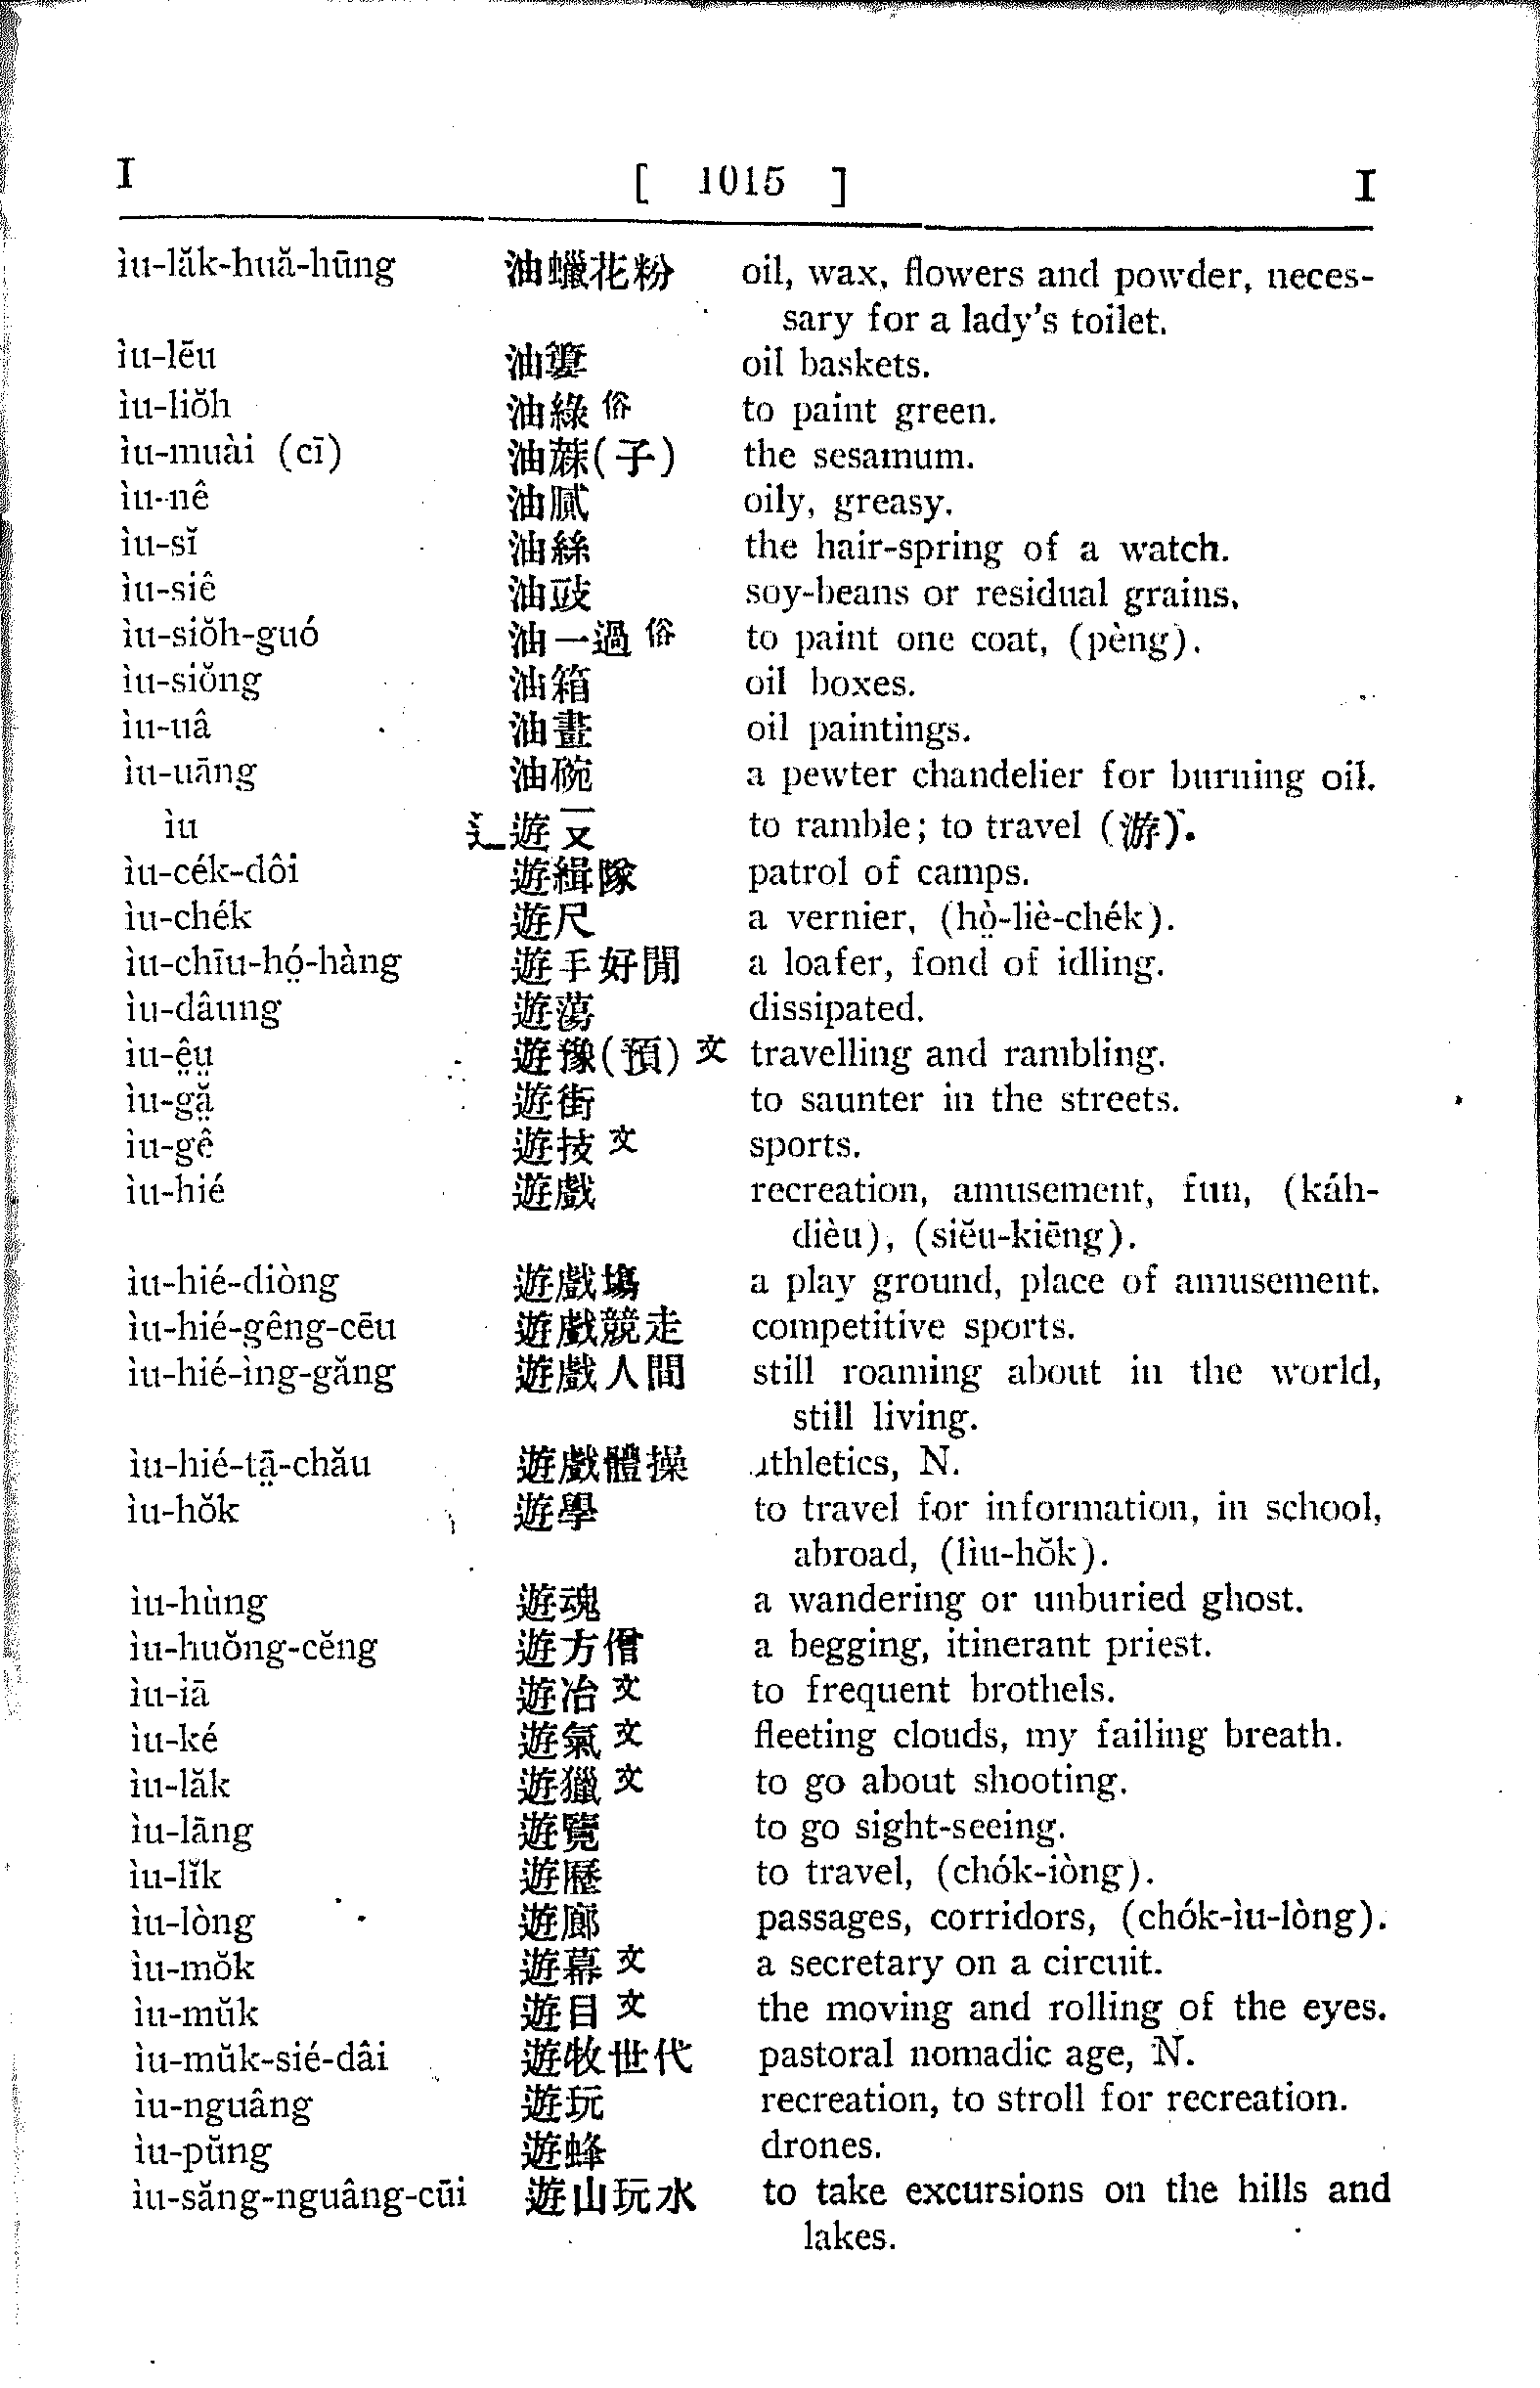 I [ 1015 ] I
ìu-lăk-huă-hūng 油蠟花粉 oil, wax, flowers and powder, neces-
sary for a lady's toilet.
ìu-lēu 油簍 oil baskets.
ìu-liŏh 油綠俗 to paint green.
ìu-muài (cī) 油蔴(子) the sesamum.
ìu-nê 油膩 oily, greasy.
ìu-sĭ 油絲 the hair-spring of a watch.
ìu-siê 油豉 soy-beans or residual grains.
ìu-siŏh-guó 油一過俗 to paint one coat, (pèng).
ìu-siŏng 油箱 oil boxes.
ìu-uâ 油畫 oil paintings.
ìu-uāng 油碗 a pewter chandelier for burning oil.
ìu 辶遊 to ramble; to travel (游).
ìu-cék-dôi 遊緝隊 patrol of camps.
ìu-chék 遊尺 a vernier, (hò̤-liè-chék).
ìu-chīu-hó̤-hàng 遊手好閒 a loafer, fond of idling.
ìu-dâung 遊蕩 dissipated.
ìu-ê̤ṳ 遊豫(預)文 travelling and rambling.
ìu-gă̤ 遊街 to saunter in the streets.
ìu-gê 遊技文 sports.
ìu-hié 遊戲 recreation, amusement, fun, (káh-
dièu), (siĕu-kiēng).
ìu-hié-diòng 遊戲塲 a play ground, place of amusement.
ìu-hié-gêng-cēu 遊戲競走 competitive sports.
ìu-hié-ìng-găng 遊戲人間 still roaming about in the world,
still living.
ìu-hié-tā̤-chău 遊戲體操 athletics, N.
ìu-hŏk 遊學 to travel for information, in school,
abroad, (lìu-hŏk).
ìu-hùng 遊魂 a wandering or unburied ghost.
ìu-huŏng-cĕng 遊方僧 a begging, itinerant priest.
ìu-iā 遊冶文 to frequent brothels.
ìu-ké 遊氣文 fleeting clouds, my failing breath.
ìu-lăk 遊獵文 to go about shooting.
ìu-lāng 遊覽 to go sight-seeing.
ìu-lĭk 遊歷 to travel, (chók-iòng).
ìu-lòng 遊廊 passages, corridors, (chók-ìu-lòng).
ìu-mŏk 遊幕文 a secretary on a circuit.
ìu-mŭk 遊目文 the moving and rolling of the eyes.
ìu-mŭk-sié-dâi 遊牧世代 pastoral nomadic age, N.
ìu-nguâng 遊玩 recreation, to stroll for recreation.
ìu-pŭng 遊蜂 drones.
ìu-săng-nguâng-cūi 遊山玩水 to take excursions on the hills and
lakes.